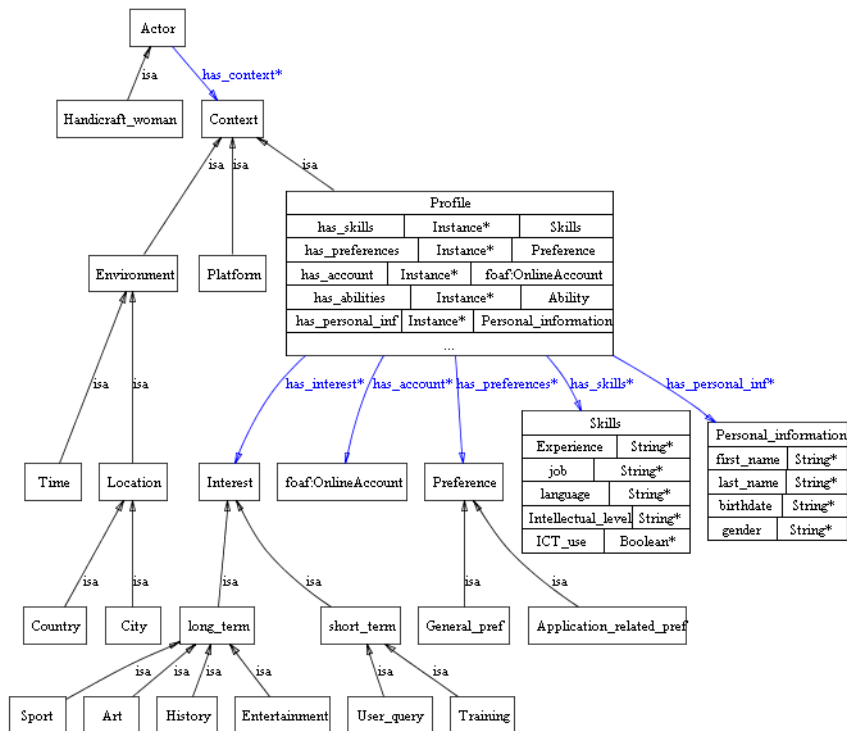 Actor
isa
has_context*
Handicraft_woman
Context
isa
isa
isa
Profile
has_skills Instance* Skills
has_preferences Instance* Preference
has_account Instance* foaf:OnlineAccount
has_abilities Instance* Ability
has_personal_inf Instance* Personal_information
...
Environment
Platform
isa
isa
has_interest*
has_account*
has_preferences*
has_skills*
has_personal_inf*
Time
Location
Interest
foaf:OnlineAccount
Preference
Skills
Experience String*
job String*
language String*
Intellectual_level String*
ICT_use Boolean*
Personal_information
first_name String*
last_name String*
birthdate String*
gender String*
isa
isa
isa
isa
isa
isa
Country
City
long_term
short_term
General_pref
Application_related_pref
isa
isa
isa
isa
isa
isa
Sport
Art
History
Entertainment
User_query
Training